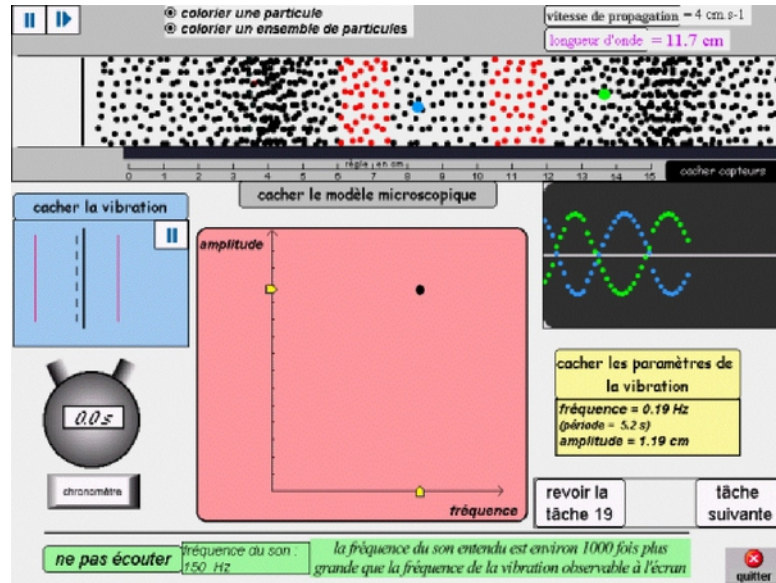 colorier une particule
colorier un ensemble de particules
vitesse de propagation = 4 cm.s-1
longueur d'onde = 11.7 cm
règle en cm
0 1 2 3 4 5 6 7 8 9 10 11 12 13 14 15
cacher capteurs
cacher le modèle microscopique
cacher la vibration
amplitude
fréquence
0.0 s
chronomètre
cacher les paramètres de
la vibration
fréquence = 0.19 Hz
(période = 5.2 s)
amplitude = 1.19 cm
revoir la
tâche 19
tâche
suivante
ne pas écouter
fréquence du son :
150 Hz
la fréquence du son entendu est environ 1000 fois plus
grande que la fréquence de la vibration observable à l'écran
quitter